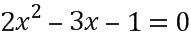 2x² − 3x − 1 = 0